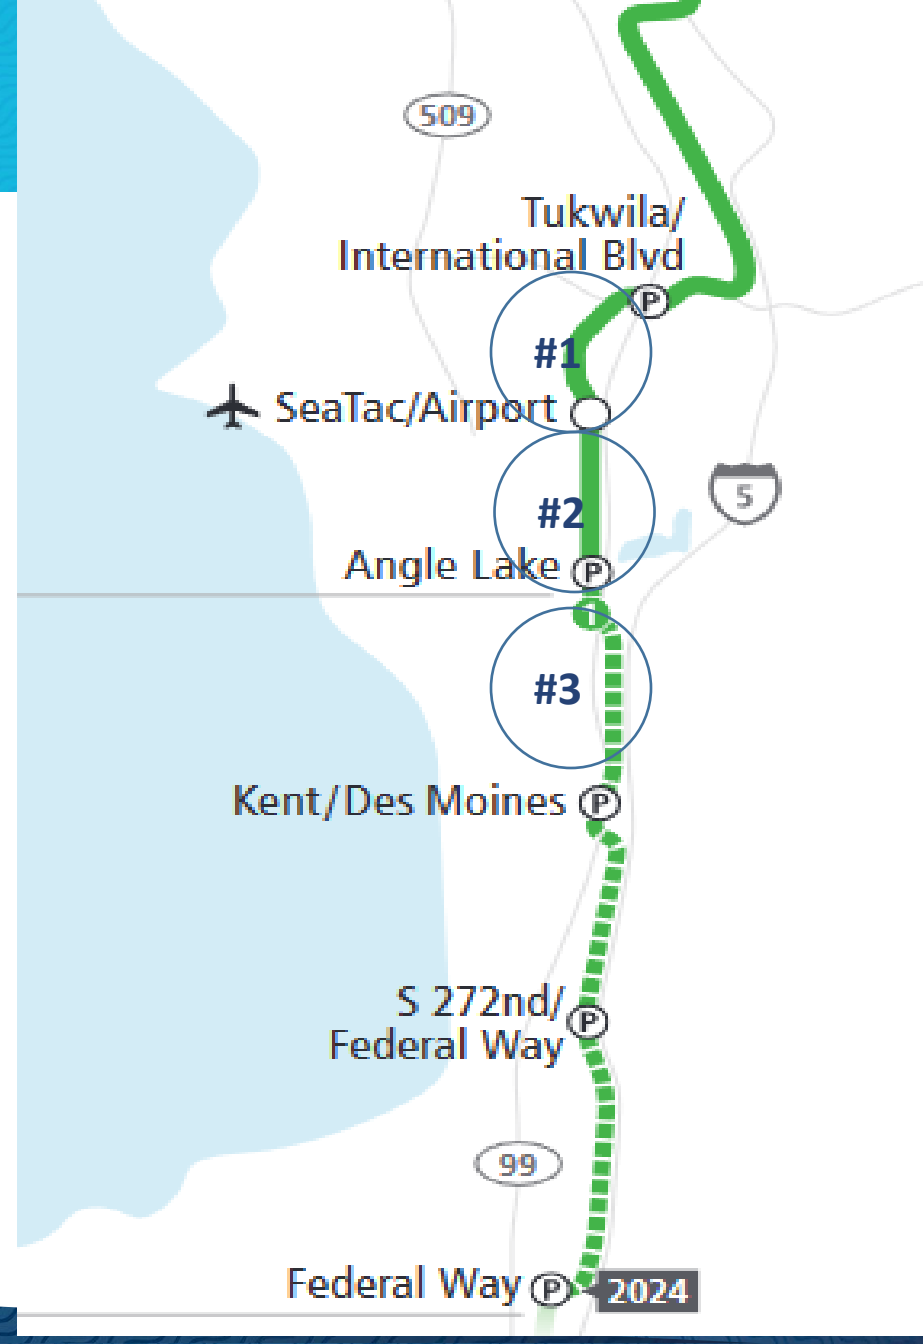 509
Tukwila/
International Blvd
P
#1
SeaTac/Airport
5
#2
Angle Lake P
#3
Kent/Des Moines P
S 272nd/
Federal Way P
99
Federal Way P 2024